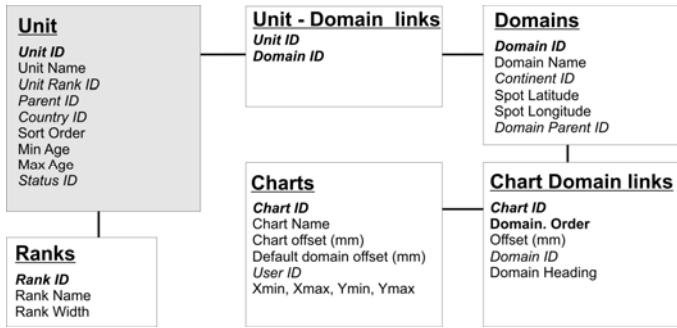 Unit
Unit ID
Unit Name
Unit Rank ID
Parent ID
Country ID
Sort Order
Min Age
Max Age
Status ID
Unit - Domain links
Unit ID
Domain ID
Domains
Domain ID
Domain Name
Continent ID
Spot Latitude
Spot Longitude
Domain Parent ID
Ranks
Rank ID
Rank Name
Rank Width
Charts
Chart ID
Chart Name
Chart offset (mm)
Default domain offset (mm)
User ID
Xmin, Xmax, Ymin, Ymax
Chart Domain links
Chart ID
Domain. Order
Offset (mm)
Domain ID
Domain Heading